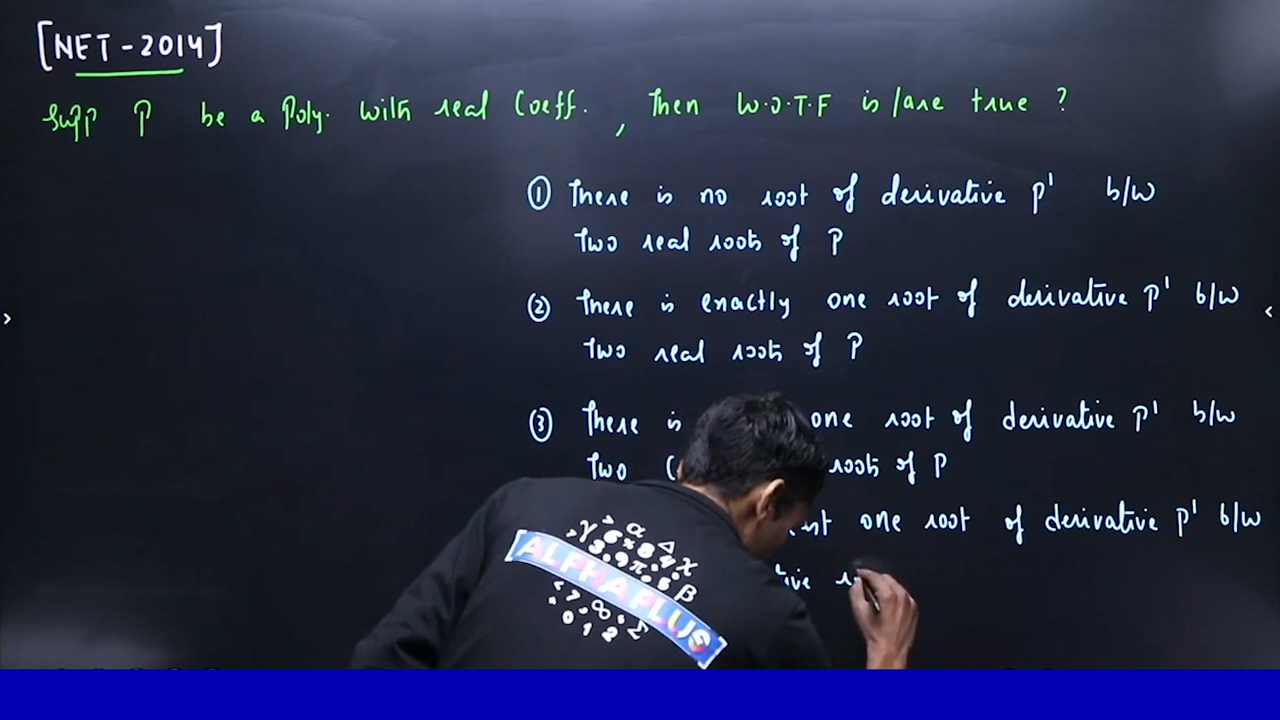 [NET - 2014]
Supp P be a Poly. with real Coeff. , Then W.O.T.F is/are true ?
① There is no root of derivative P' b/w
Two real roots of P
② There is exactly one root of derivative P' b/w
Two real roots of P
③ There is one root of derivative P' b/w
Two roots of P
one root of derivative P' b/w
ALPHA PLUS